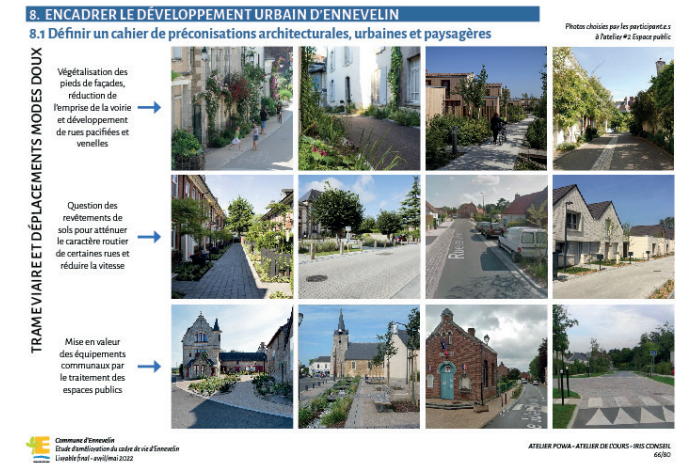 8. ENCADRER LE DÉVELOPPEMENT URBAIN D'ENNEVELIN
8.1 Définir un cahier de préconisations architecturales, urbaines et paysagères
Photos choisies par les participant.e.s
à l'atelier #2 Espace public
TRAME VIAIRE ET DÉPLACEMENTS MODES DOUX
Végétalisation des
pieds de façades,
réduction de
l'emprise de la voirie
et développement
de rues pacifiées et
venelles
Question des
revêtements de
sols pour atténuer
le caractère routier
de certaines rues et
réduire la vitesse
Mise en valeur
des équipements
communaux par
le traitement des
espaces publics
Commune d'Ennevelin
Etude d'amélioration du cadre de vie d'Ennevelin
Livrable final - avril/mai 2022
ATELIER POWA - ATELIER DE L'OURS - IRIS CONSEIL
66/80